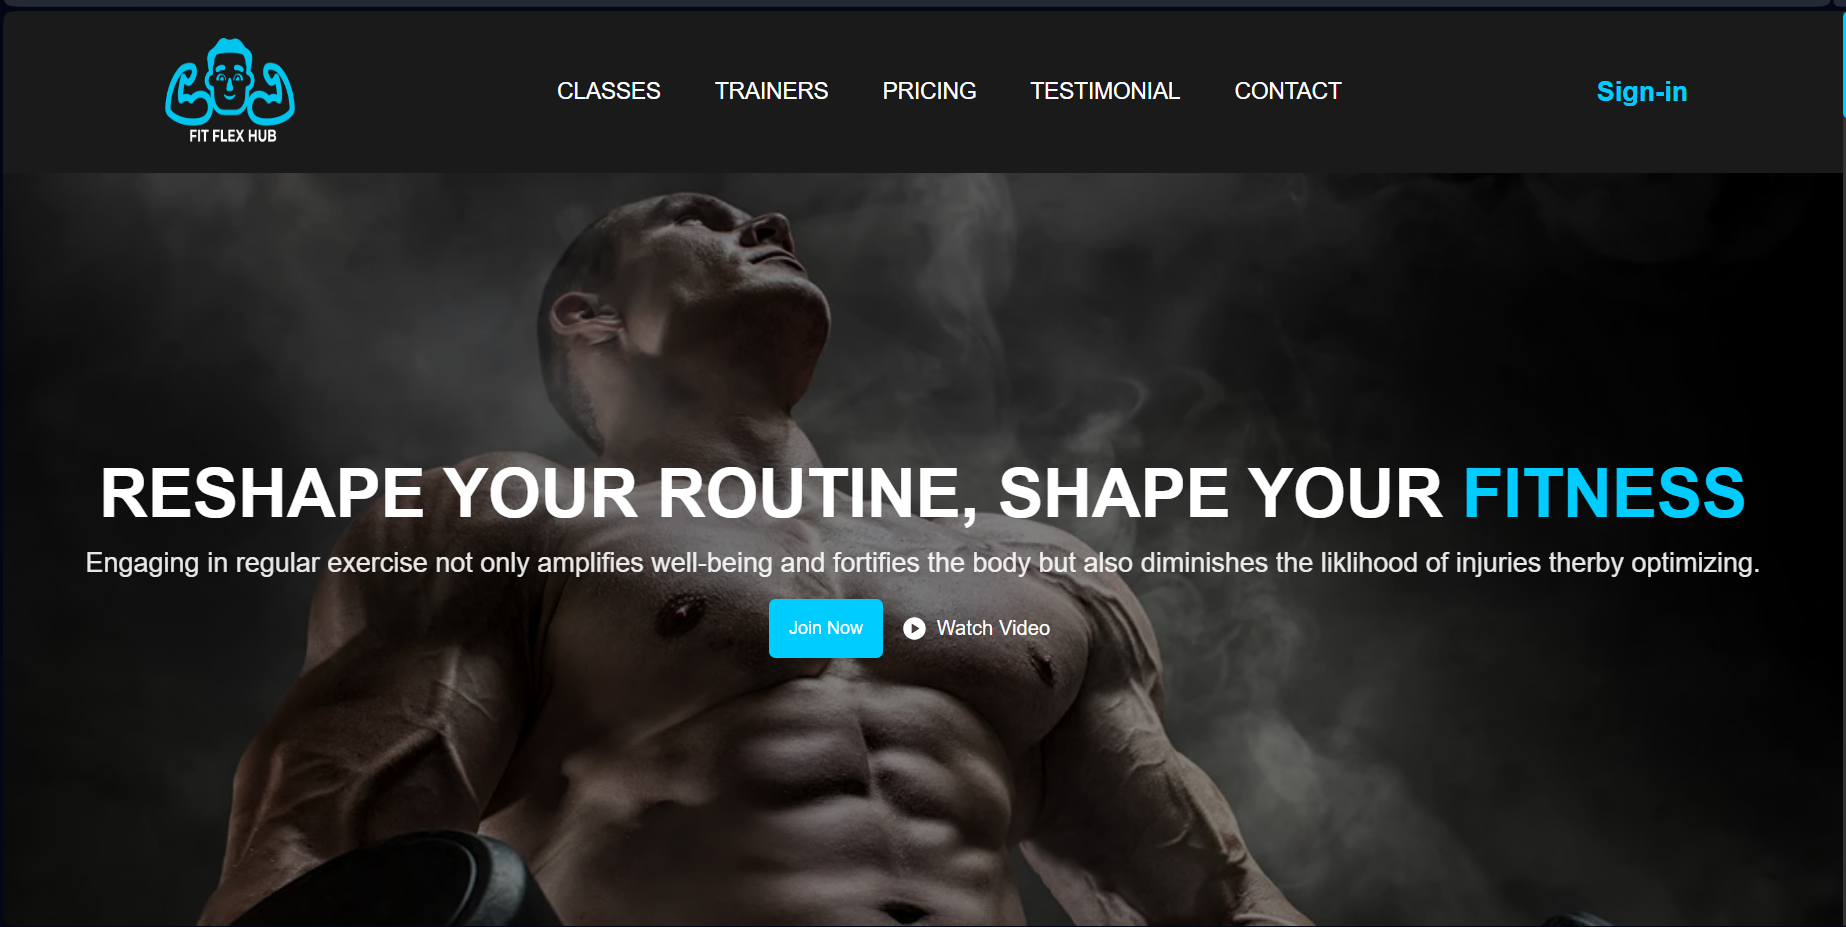 FIT FLEX HUB
CLASSES TRAINERS PRICING TESTIMONIAL CONTACT Sign-in
RESHAPE YOUR ROUTINE, SHAPE YOUR FITNESS
Engaging in regular exercise not only amplifies well-being and fortifies the body but also diminishes the liklihood of injuries therby optimizing.
Join Now Watch Video